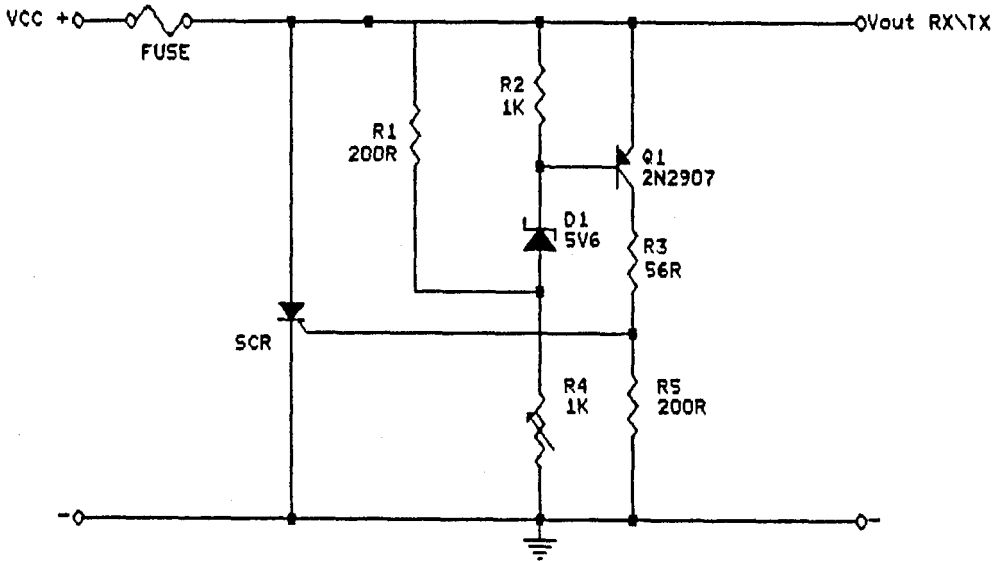 VCC +
FUSE
Vout RX\TX
R2
1K
R1
200R
Q1
2N2907
D1
5V6
R3
56R
SCR
R4
1K
R5
200R
-
-